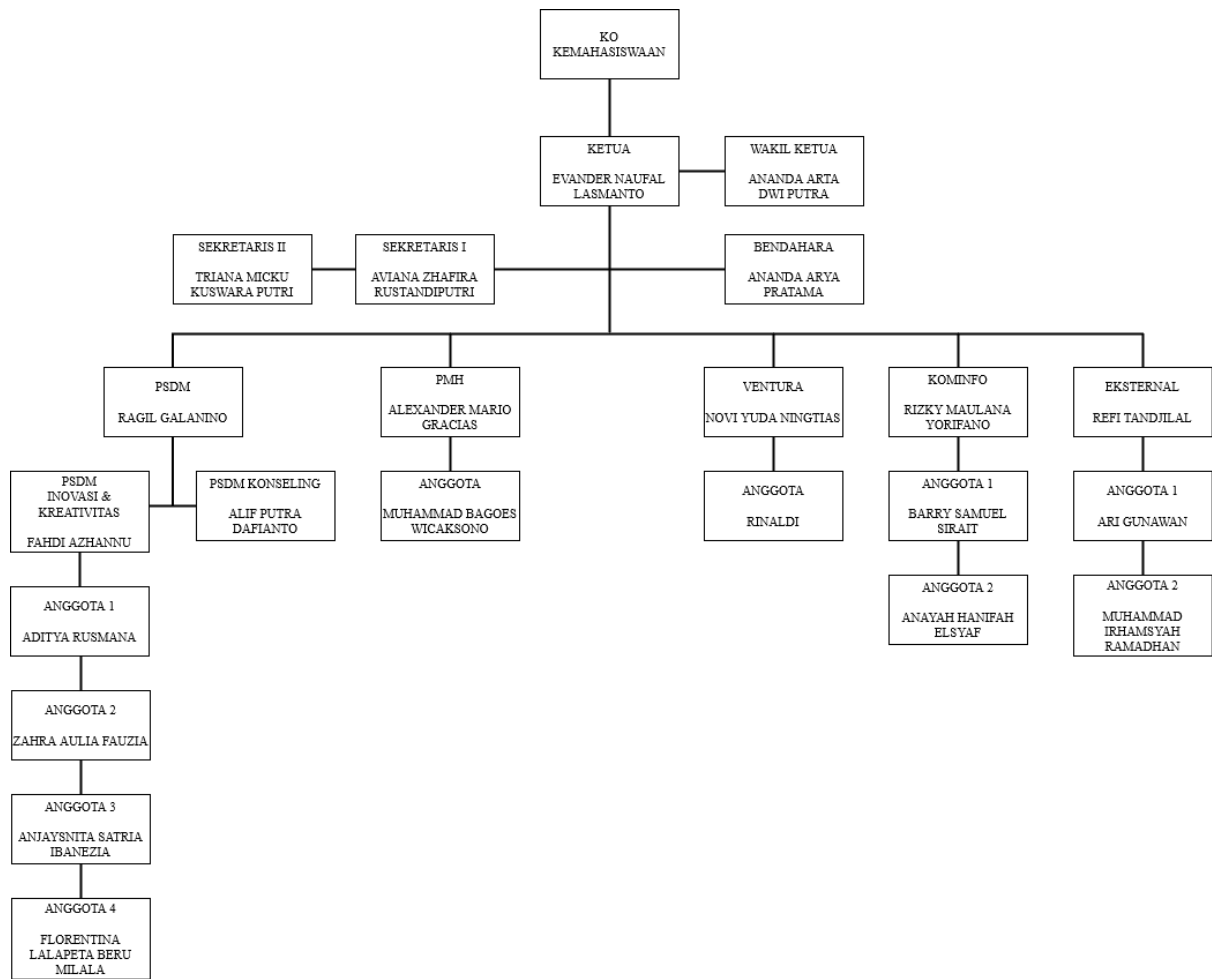 KO
KEMAHASISWAAN
KETUA
EVANDER NAUFAL
LASMANTO
WAKIL KETUA
ANANDA ARTA
DWI PUTRA
SEKRETARIS II
TRIANA MICKU
KUSWARA PUTRI
SEKRETARIS I
AVIANA ZHAFIRA
RUSTANDIPUTRI
BENDAHARA
ANANDA ARYA
PRATAMA
PSDM
RAGIL GALANINO
PMH
ALEXANDER MARIO
GRACIAS
VENTURA
NOVI YUDA NINGTIAS
KOMINFO
RIZKY MAULANA
YORIFANO
EKSTERNAL
REFI TANDJILAL
PSDM
INOVASI &
KREATIVITAS
FAHDI AZHANNU
PSDM KONSELING
ALIF PUTRA
DAFIANTO
ANGGOTA
MUHAMMAD BAGOES
WICAKSONO
ANGGOTA
RINALDI
ANGGOTA 1
BARRY SAMUEL
SIRAIT
ANGGOTA 1
ARI GUNAWAN
ANGGOTA 1
ADITYA RUSMANA
ANGGOTA 2
ANAYAH HANIFAH
ELSYAF
ANGGOTA 2
MUHAMMAD
IRHAMSYAH
RAMADHAN
ANGGOTA 2
ZAHRA AULIA FAUZIA
ANGGOTA 3
ANJAYSNITA SATRIA
IBANEZIA
ANGGOTA 4
FLORENTINA
LALAPETA BERU
MILALA